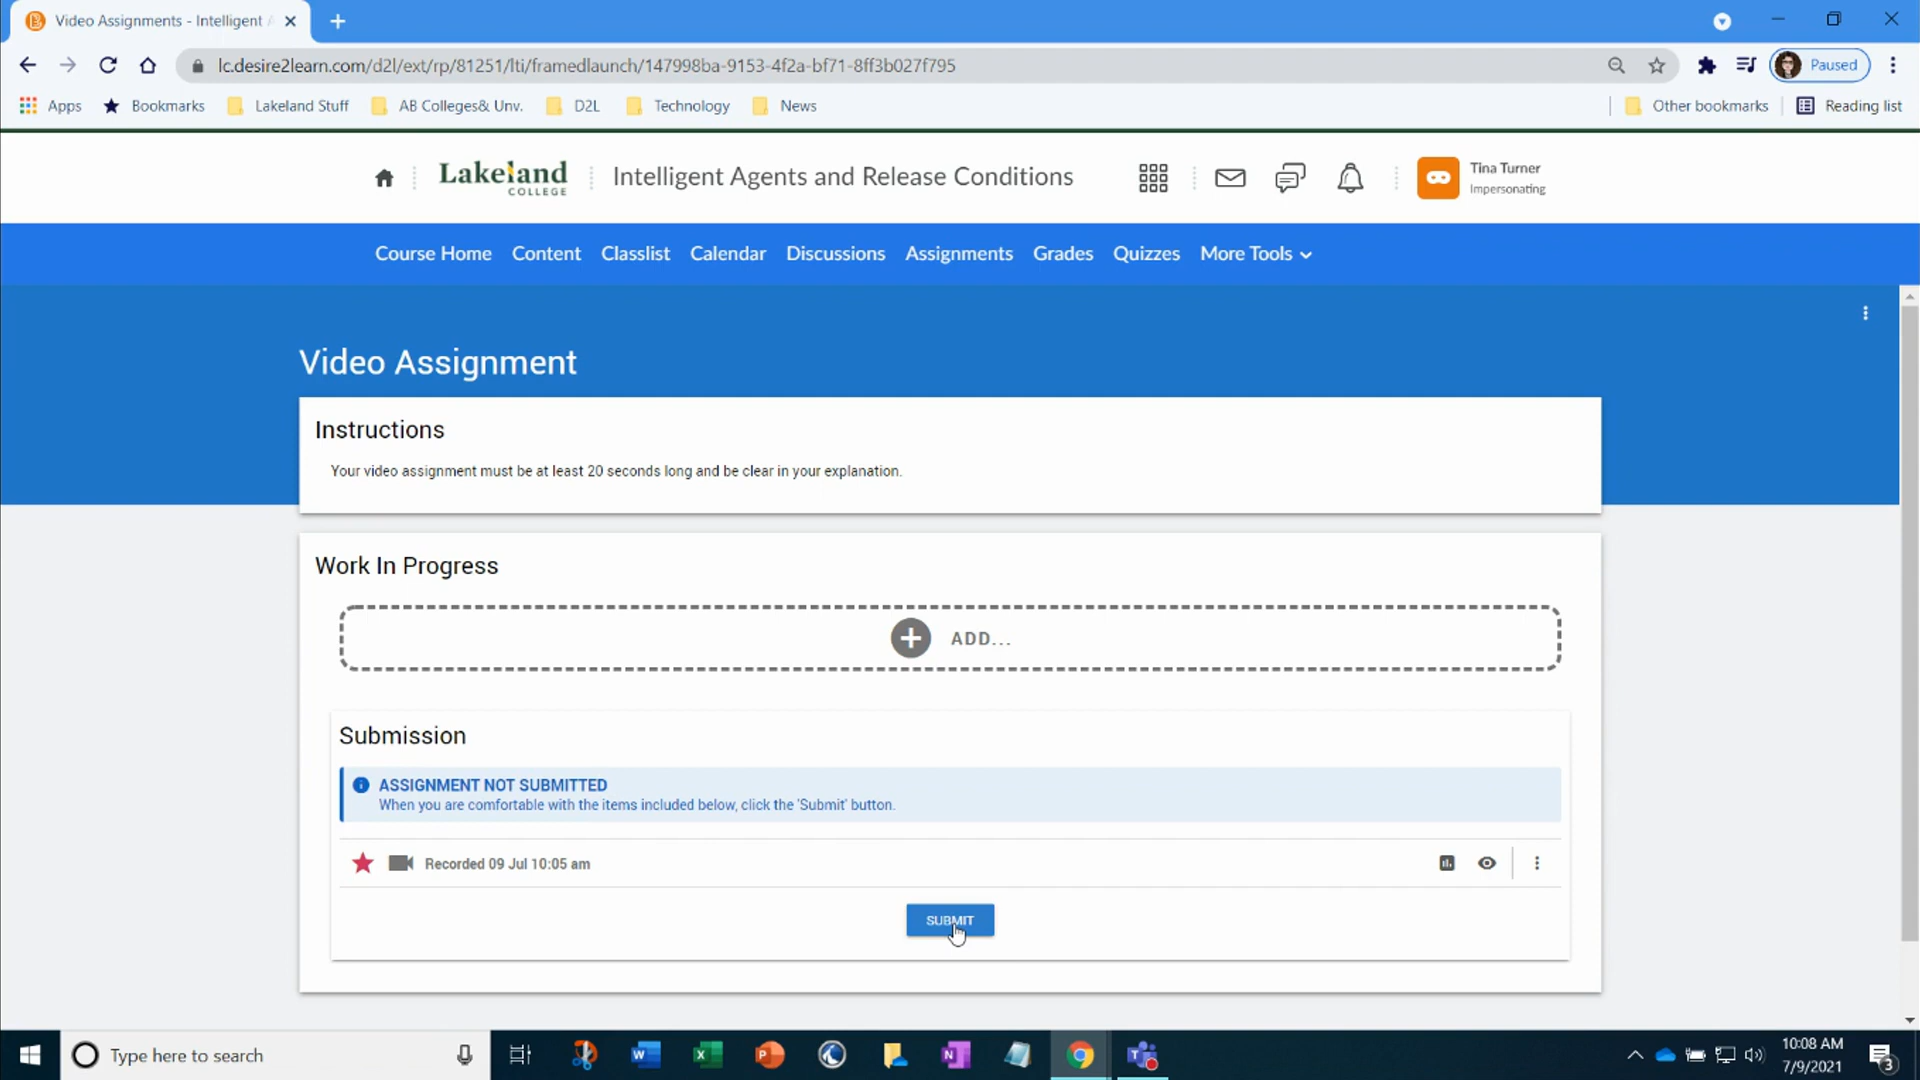 Video Assignments - Intelligent A
lc.desire2learn.com/d2l/ext/rp/81251/lti/framedlaunch/147998ba-9153-4f2a-bf71-8ff3b027f795
Paused
Apps
Bookmarks
Lakeland Stuff
AB Colleges& Unv.
D2L
Technology
News
Other bookmarks
Reading list
Lakeland
COLLEGE
Intelligent Agents and Release Conditions
Tina Turner
Impersonating
Course Home
Content
Classlist
Calendar
Discussions
Assignments
Grades
Quizzes
More Tools
Video Assignment
Instructions
Your video assignment must be at least 20 seconds long and be clear in your explanation.
Work In Progress
ADD...
Submission
ASSIGNMENT NOT SUBMITTED
When you are comfortable with the items included below, click the 'Submit' button.
Recorded 09 Jul 10:05 am
SUBMIT
Type here to search
10:08 AM
7/9/2021
3